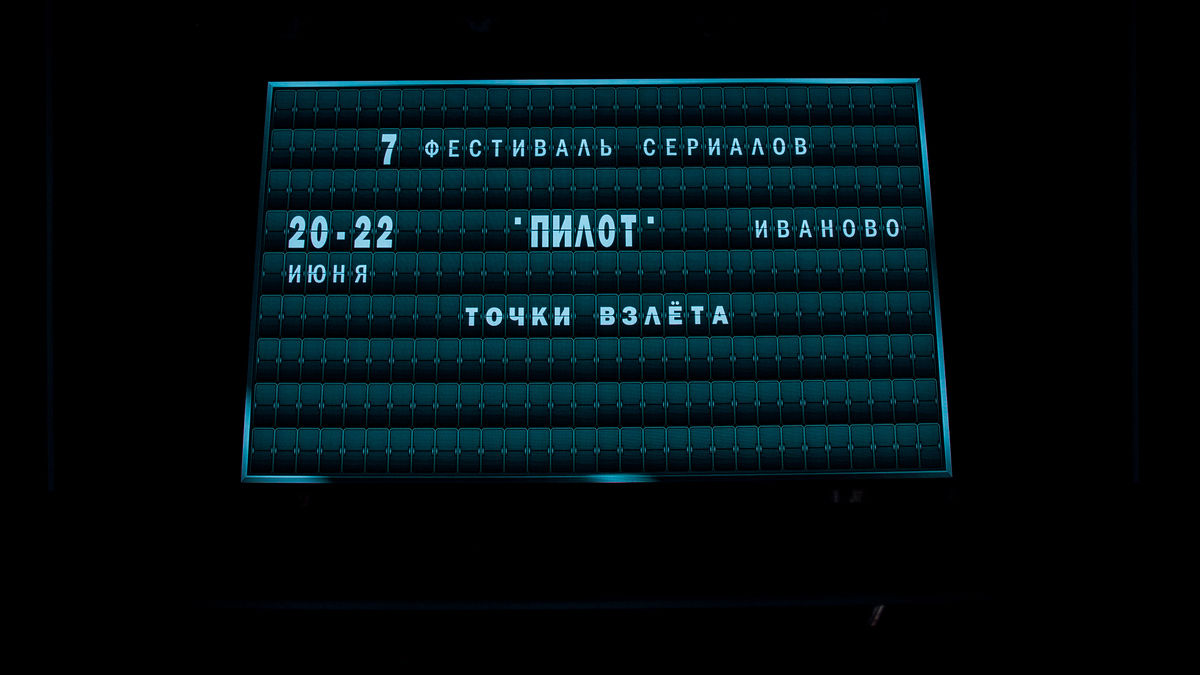 7 ФЕСТИВАЛЬ СЕРИАЛОВ
20-22 "ПИЛОТ" ИВАНОВО
ИЮНЯ
ТОЧКИ ВЗЛЁТА